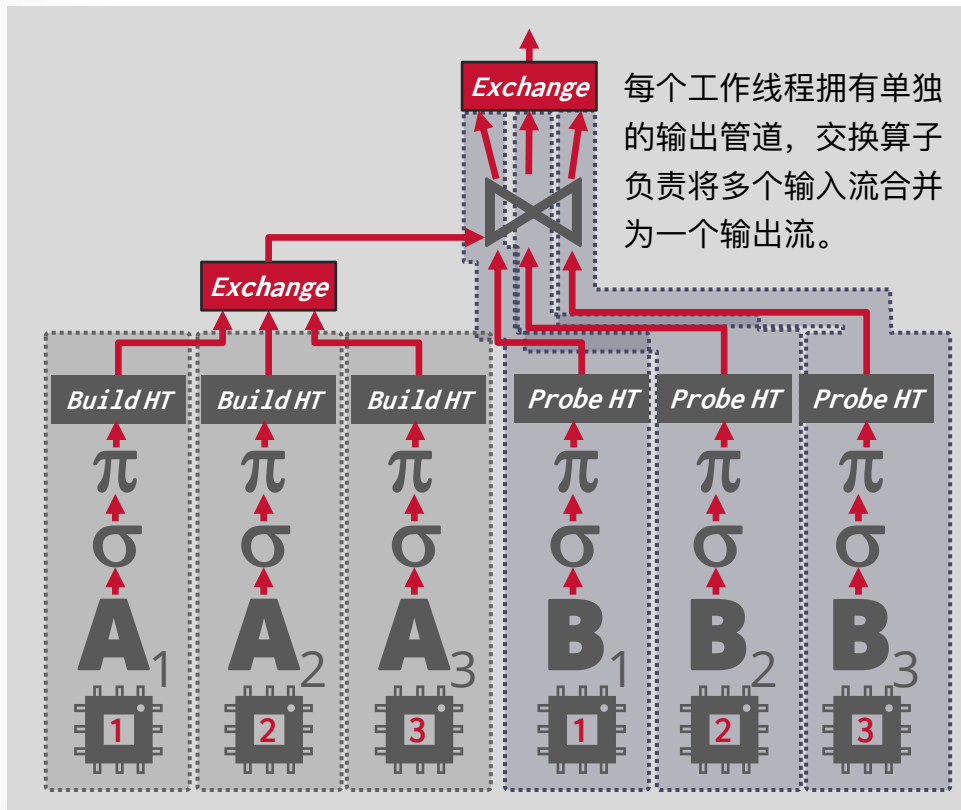 Exchange
每个工作线程拥有单独
的输出管道，交换算子
负责将多个输入流合并
为一个输出流。
Exchange
Build HT Build HT Build HT Probe HT Probe HT Probe HT
π π π π π π
σ σ σ σ σ σ
A1 A2 A3 B1 B2 B3
1 2 3 1 2 3